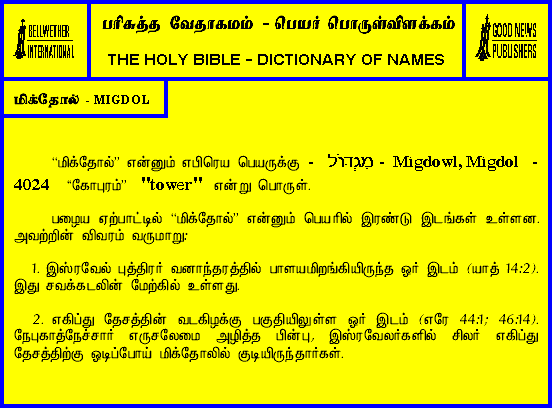 BELLWETHER
INTERNATIONAL
பரிசுத்த வேதாகமம் - பெயர் பொருள்விளக்கம்
THE HOLY BIBLE - DICTIONARY OF NAMES
GOOD NEWS
PUBLISHERS
மிக்தோல் - MIGDOL
“மிக்தோல்” என்னும் எபிரெய பெயருக்கு - מִגְדּוֹל - Migdowl, Migdol -
4024 “கோபுரம்” "tower" என்று பொருள்.
பழைய ஏற்பாட்டில் “மிக்தோல்” என்னும் பெயரில் இரண்டு இடங்கள் உள்ளன.
அவற்றின் விவரம் வருமாறு:
1. இஸ்ரவேல் புத்திரர் வனாந்தரத்தில் பாளயமிறங்கியிருந்த ஓர் இடம் (யாத் 14:2).
இது சவக்கடலின் மேற்கில் உள்ளது.
2. எகிப்து தேசத்தின் வடகிழக்கு பகுதியிலுள்ள ஓர் இடம் (எரே 44:1; 46:14).
நேபுகாத்நேச்சார் எருசலேமை அழித்த பின்பு, இஸ்ரவேலர்களில் சிலர் எகிப்து
தேசத்திற்கு ஓடிப்போய் மிக்தோலில் குடியிருந்தார்கள்.